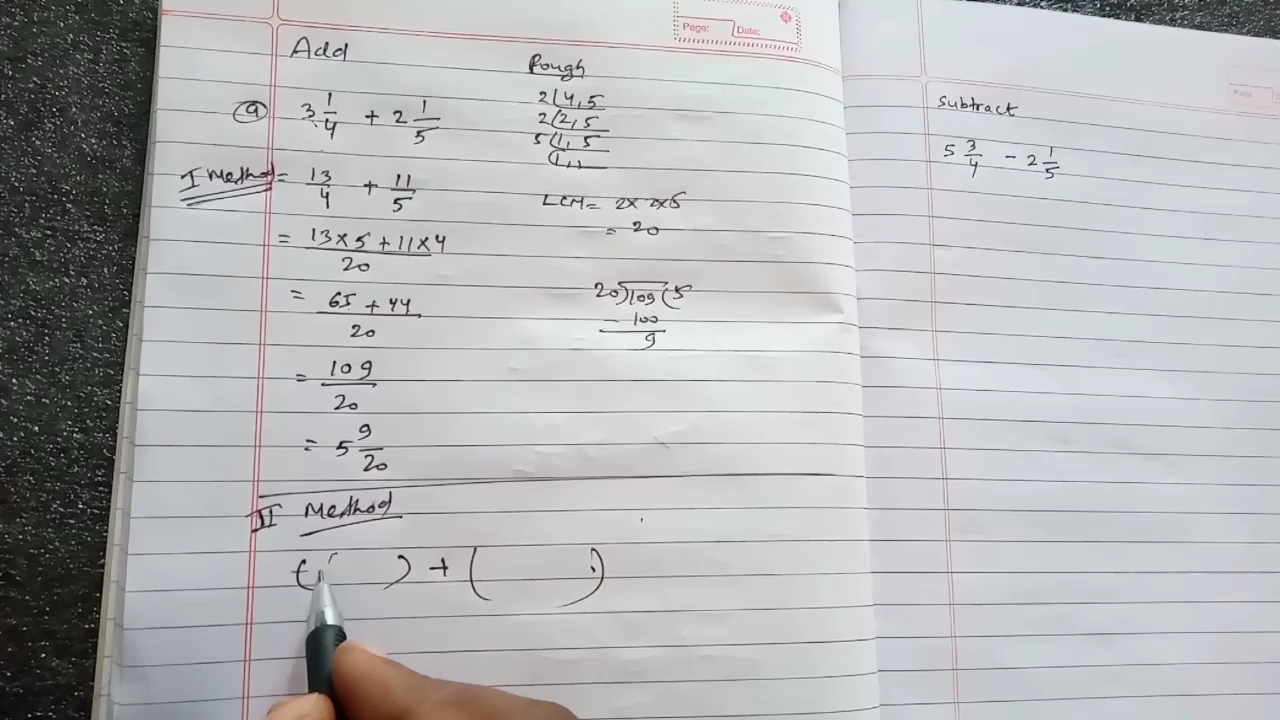 Page: Date:
Add
(a) 3 1/4 + 2 1/5
I Method = 13/4 + 11/5
= 13×5+11×4/20
= 65+44/20
= 109/20
= 5 9/20
Rough
2 4, 5
2 2, 5
5 1, 5
1, 1
LCM = 2×2×5
= 20
20)109(5
- 100
9
II Method
( ) + ( )
Subtract
5 3/4 - 2 1/5